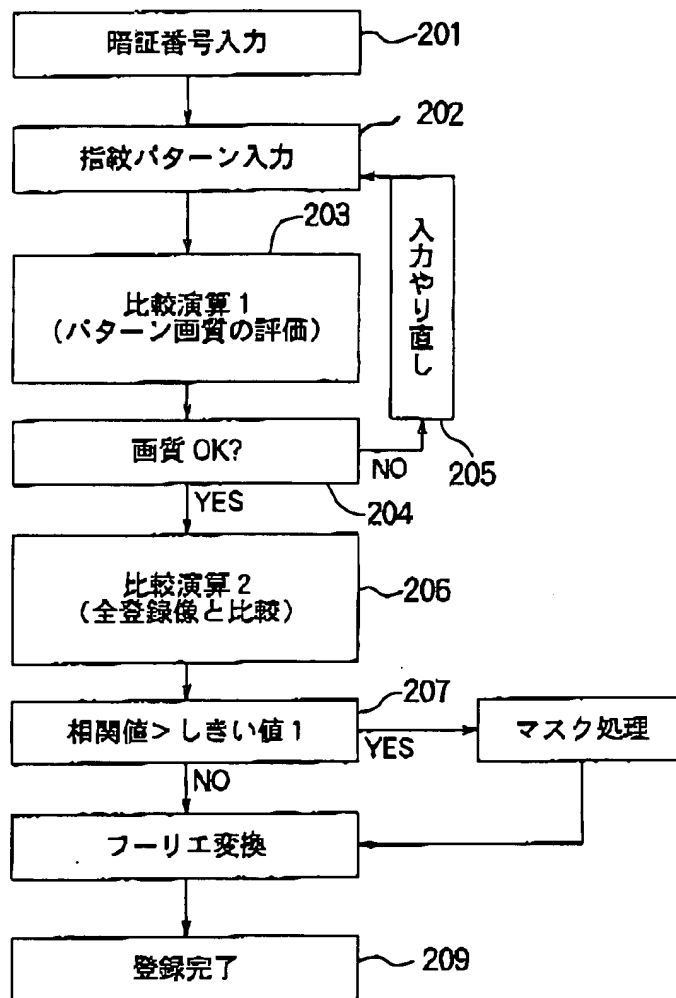 暗証番号入力
201
202
指紋パターン入力
203
入力やり直し
比較演算1
(パターン画質の評価)
画質 OK?
NO
205
YES
204
比較演算2
(全登録像と比較)
206
207
相関値>しきい値1
YES
マスク処理
NO
フーリエ変換
登録完了
209